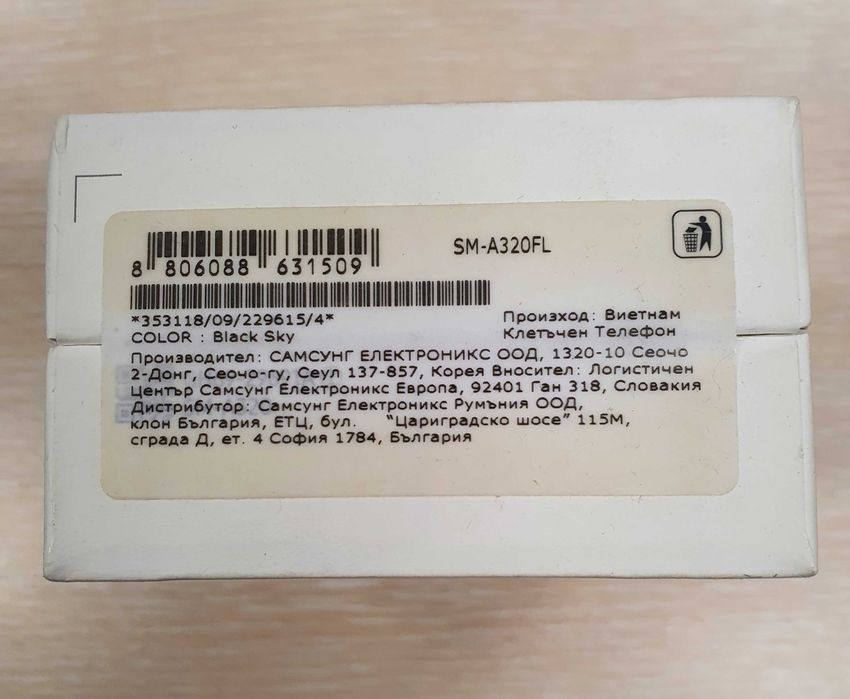 8 806088 631509
SM-A320FL
*353118/09/229615/4*
Произход: Виетнам
COLOR : Black Sky
Клетъчен Телефон
Производител: САМСУНГ ЕЛЕКТРОНИКС ООД, 1320-10 Сеочо
2-Донг, Сеочо-гу, Сеул 137-857, Корея Вносител: Логистичен
Център Самсунг Електроникс Европа, 92401 Ган 318, Словакия
Дистрибутор: Самсунг Електроникс Румъния ООД,
клон България, ЕТЦ, бул. "Цариградско шосе" 115М,
сграда Д, ет. 4 София 1784, България